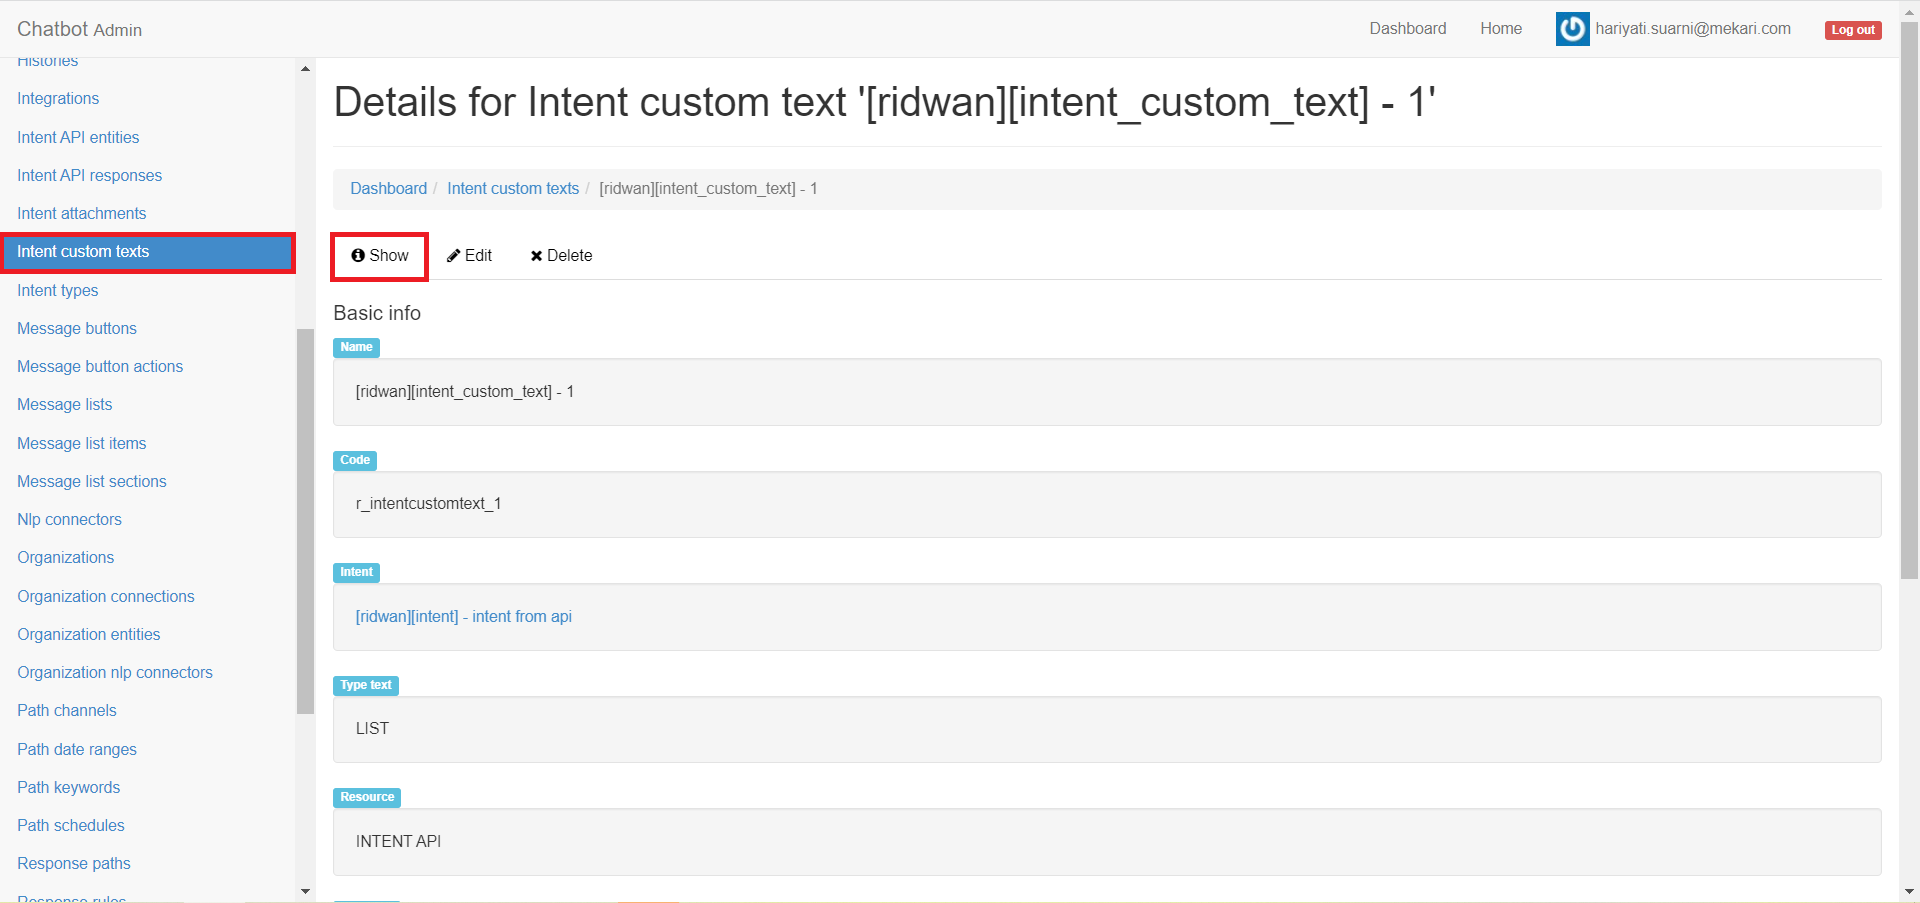 Chatbot Admin
Dashboard
Home
hariyati.suarni@mekari.com
Log out
Histories
Integrations
Intent API entities
Intent API responses
Intent attachments
Intent custom texts
Intent types
Message buttons
Message button actions
Message lists
Message list items
Message list sections
Nlp connectors
Organizations
Organization connections
Organization entities
Organization nlp connectors
Path channels
Path date ranges
Path keywords
Path schedules
Response paths
Response rules
Details for Intent custom text '[ridwan][intent_custom_text] - 1'
Dashboard / Intent custom texts / [ridwan][intent_custom_text] - 1
Show
Edit
Delete
Basic info
Name
[ridwan][intent_custom_text] - 1
Code
r_intentcustomtext_1
Intent
[ridwan][intent] - intent from api
Type text
LIST
Resource
INTENT API